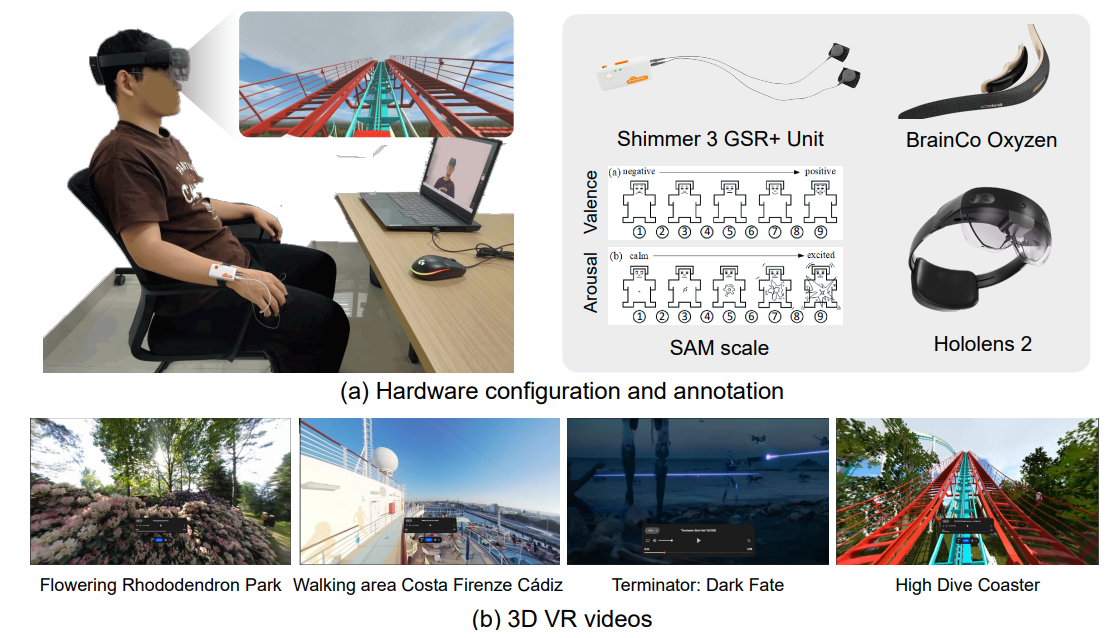 Shimmer 3 GSR+ Unit
BrainCo Oxyzen
Valence
(a) negative positive
① ② ③ ④ ⑤ ⑥ ⑦ ⑧ ⑨
Arousal
(b) calm excited
① ② ③ ④ ⑤ ⑥ ⑦ ⑧ ⑨
SAM scale
Hololens 2
(a) Hardware configuration and annotation
Flowering Rhododendron Park
Walking area Costa Firenze Cádiz
Terminator: Dark Fate
High Dive Coaster
(b) 3D VR videos